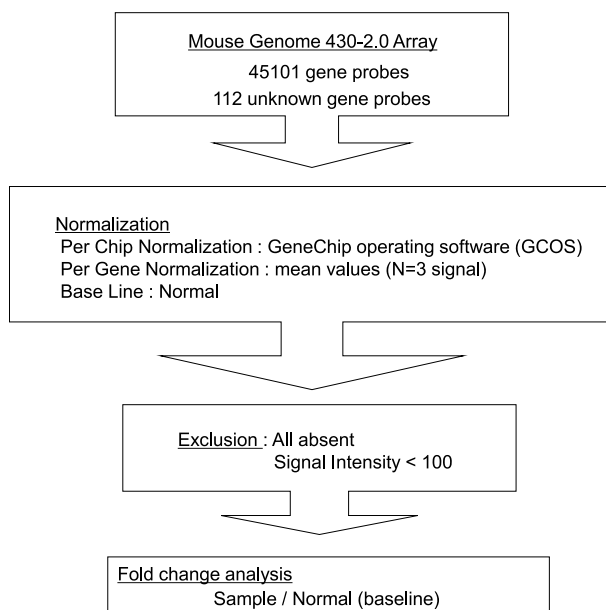 Mouse Genome 430-2.0 Array
45101 gene probes
112 unknown gene probes
Normalization
Per Chip Normalization : GeneChip operating software (GCOS)
Per Gene Normalization : mean values (N=3 signal)
Base Line : Normal
Exclusion : All absent
Signal Intensity < 100
Fold change analysis
Sample / Normal (baseline)